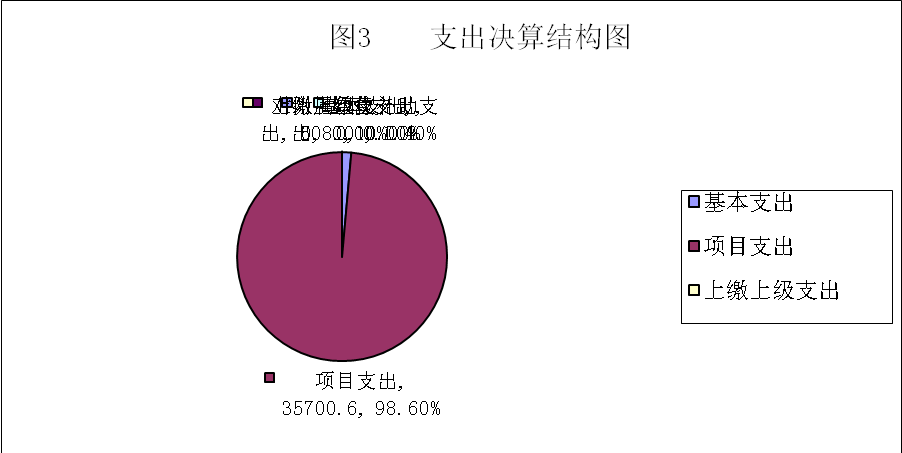 图3 支出决算结构图
基本支出
项目支出
上缴上级支出
项目支出,
35700.6, 98.60%